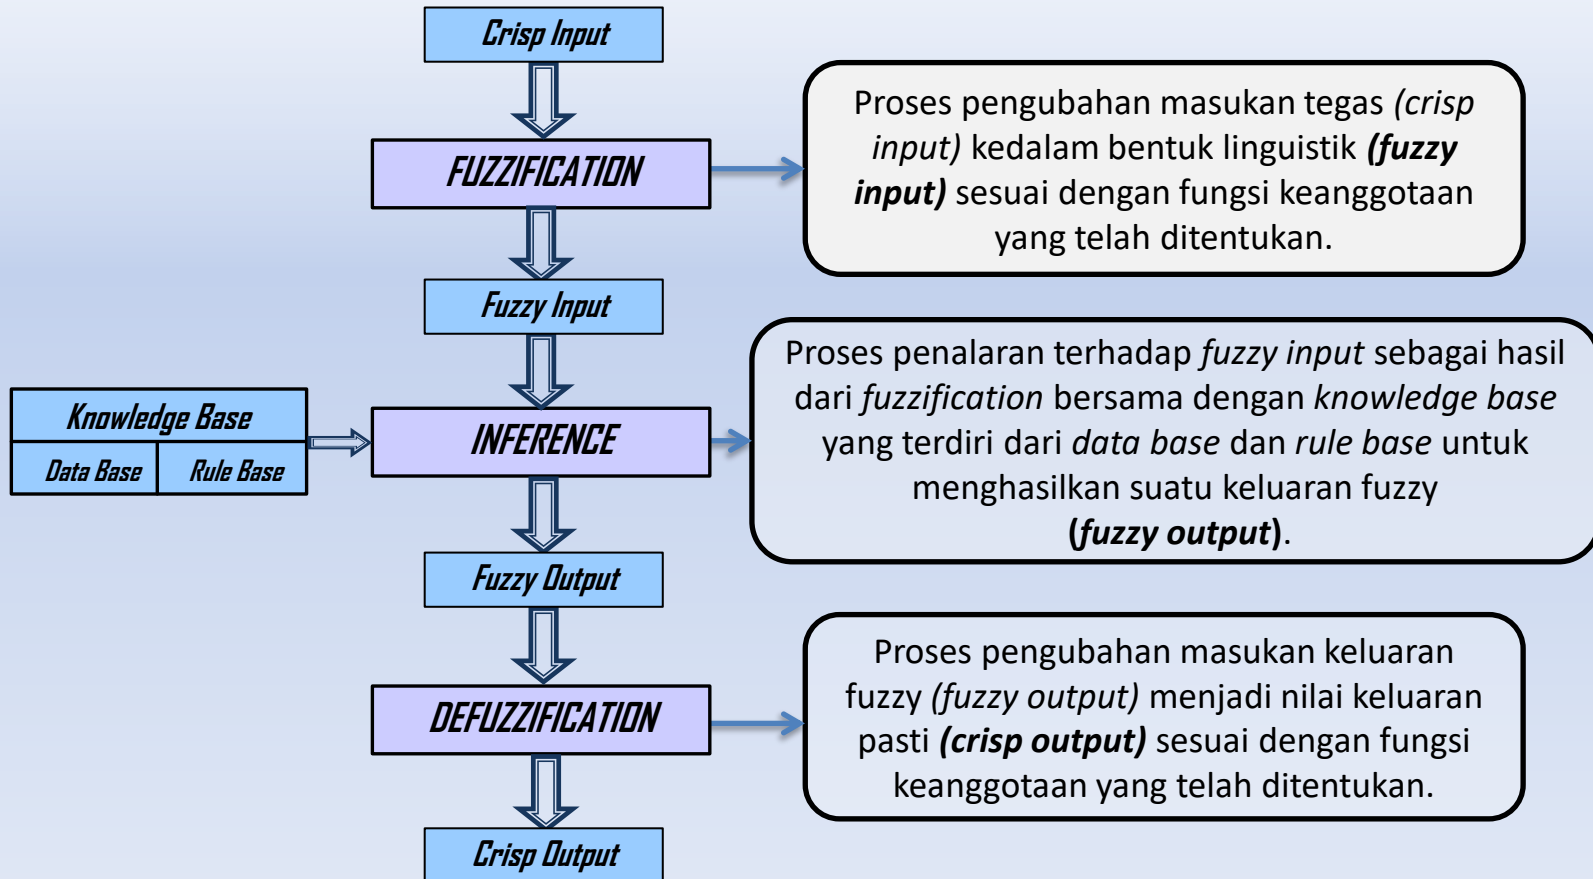 Crisp Input
FUZZIFICATION
Proses pengubahan masukan tegas (crisp
input) kedalam bentuk linguistik (fuzzy
input) sesuai dengan fungsi keanggotaan
yang telah ditentukan.
Fuzzy Input
Knowledge Base
Data Base
Rule Base
INFERENCE
Proses penalaran terhadap fuzzy input sebagai hasil
dari fuzzification bersama dengan knowledge base
yang terdiri dari data base dan rule base untuk
menghasilkan suatu keluaran fuzzy
(fuzzy output).
Fuzzy Output
DEFUZZIFICATION
Proses pengubahan masukan keluaran
fuzzy (fuzzy output) menjadi nilai keluaran
pasti (crisp output) sesuai dengan fungsi
keanggotaan yang telah ditentukan.
Crisp Output